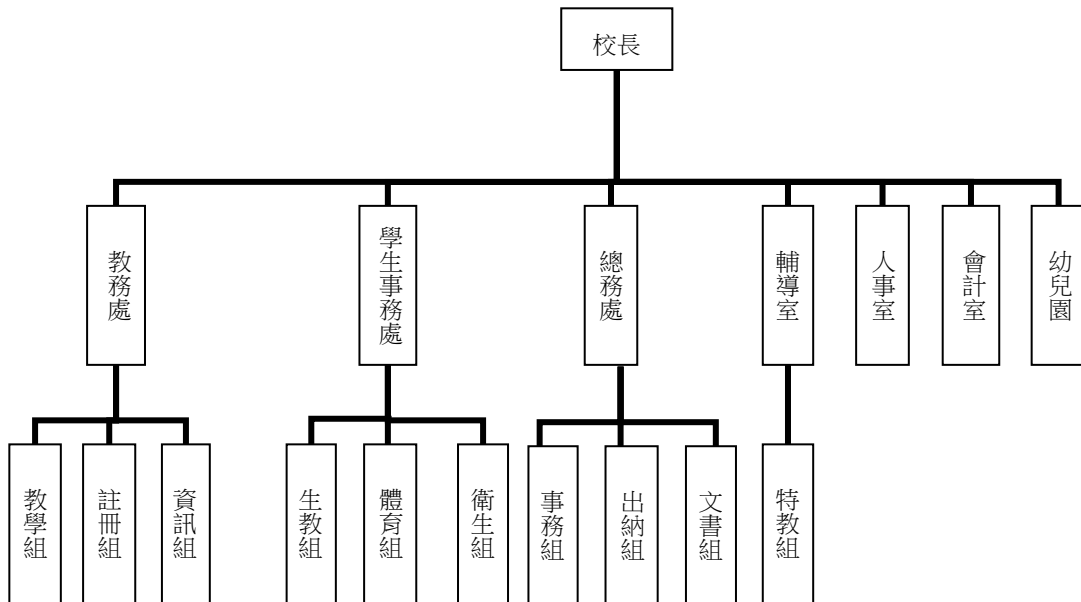 校長
教務處
學生事務處
總務處
輔導室
人事室
會計室
幼兒園
教學組
註冊組
資訊組
生教組
體育組
衛生組
事務組
出納組
文書組
特教組